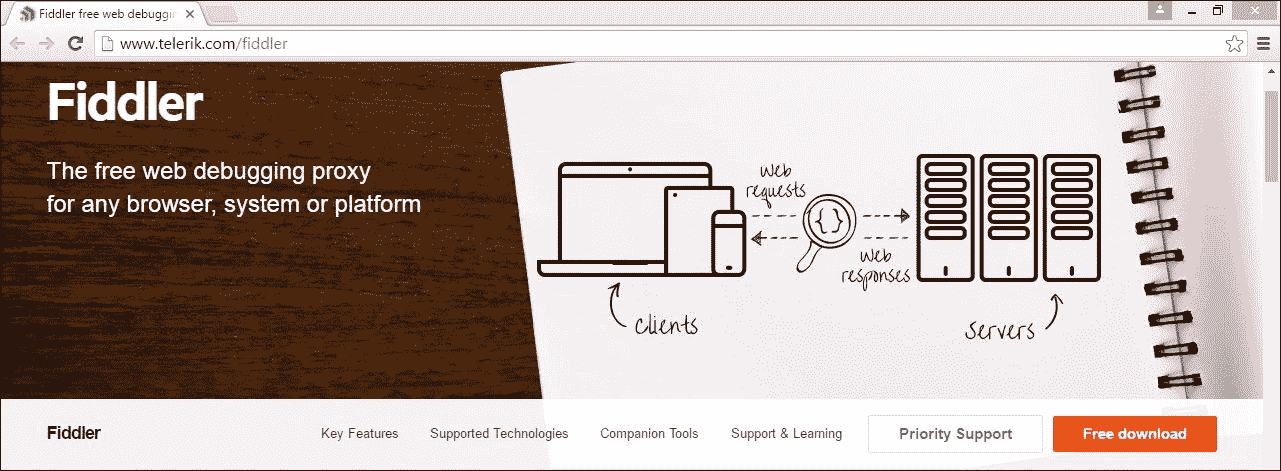 Fiddler free web debuggin
www.telerik.com/fiddler
Fiddler
The free web debugging proxy
for any browser, system or platform
Web
requests
{ }
Web
responses
Clients
Servers
Fiddler
Key Features
Supported Technologies
Companion Tools
Support & Learning
Priority Support
Free download